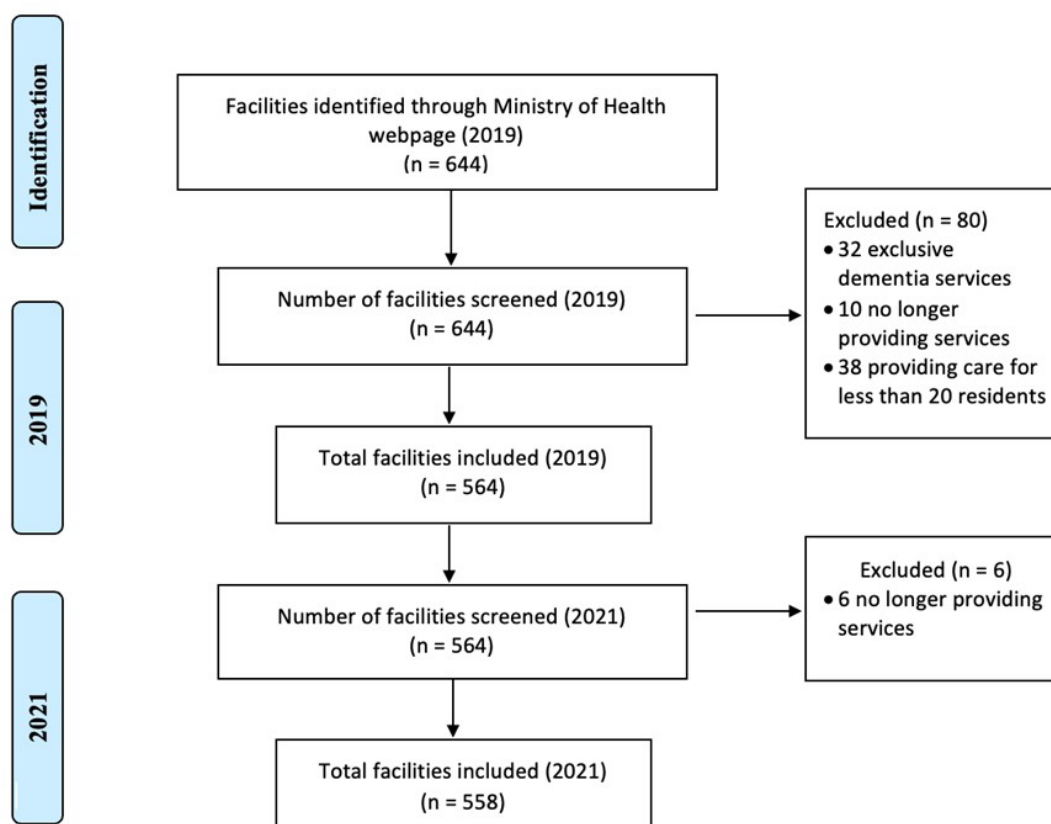 Identification
Facilities identified through Ministry of Health
webpage (2019)
(n = 644)
Excluded (n = 80)
• 32 exclusive
dementia services
• 10 no longer
providing services
• 38 providing care for
less than 20 residents
2019
Number of facilities screened (2019)
(n = 644)
Total facilities included (2019)
(n = 564)
Excluded (n = 6)
• 6 no longer providing
services
2021
Number of facilities screened (2021)
(n = 564)
Total facilities included (2021)
(n = 558)